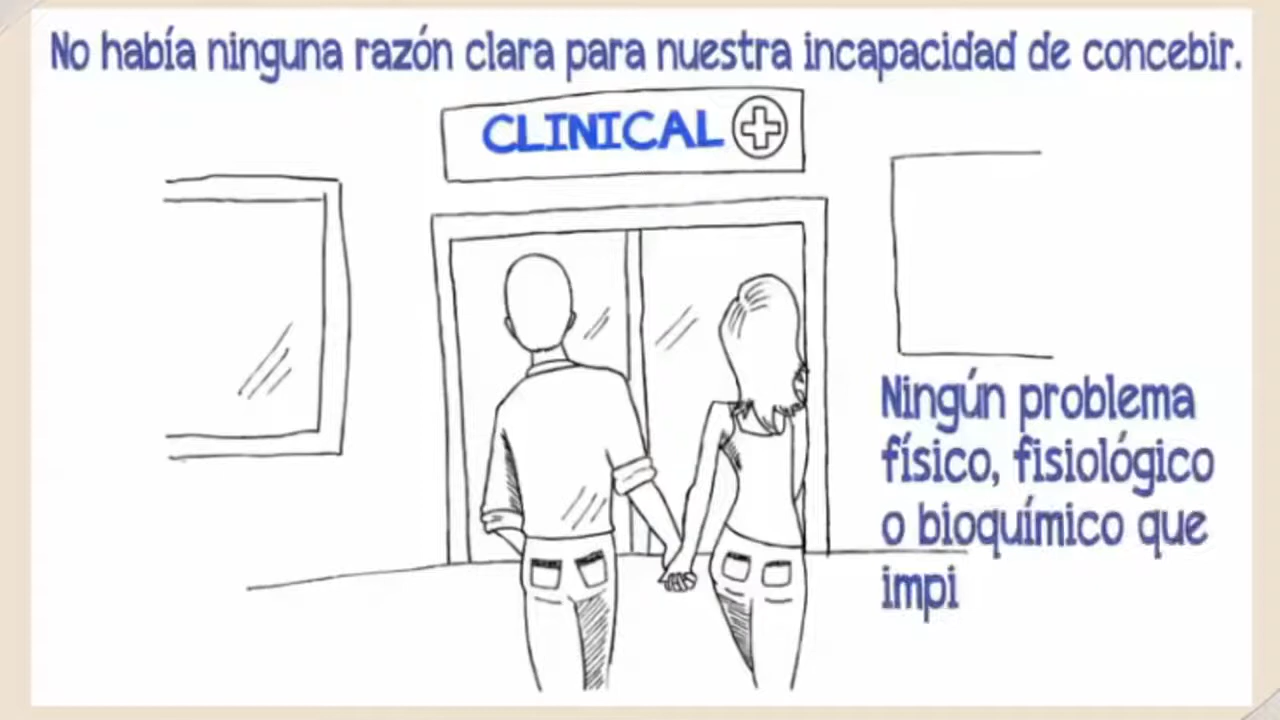 No había ninguna razón clara para nuestra incapacidad de concebir.
CLINICAL
Ningún problema
físico, fisiológico
o bioquímico que
impi